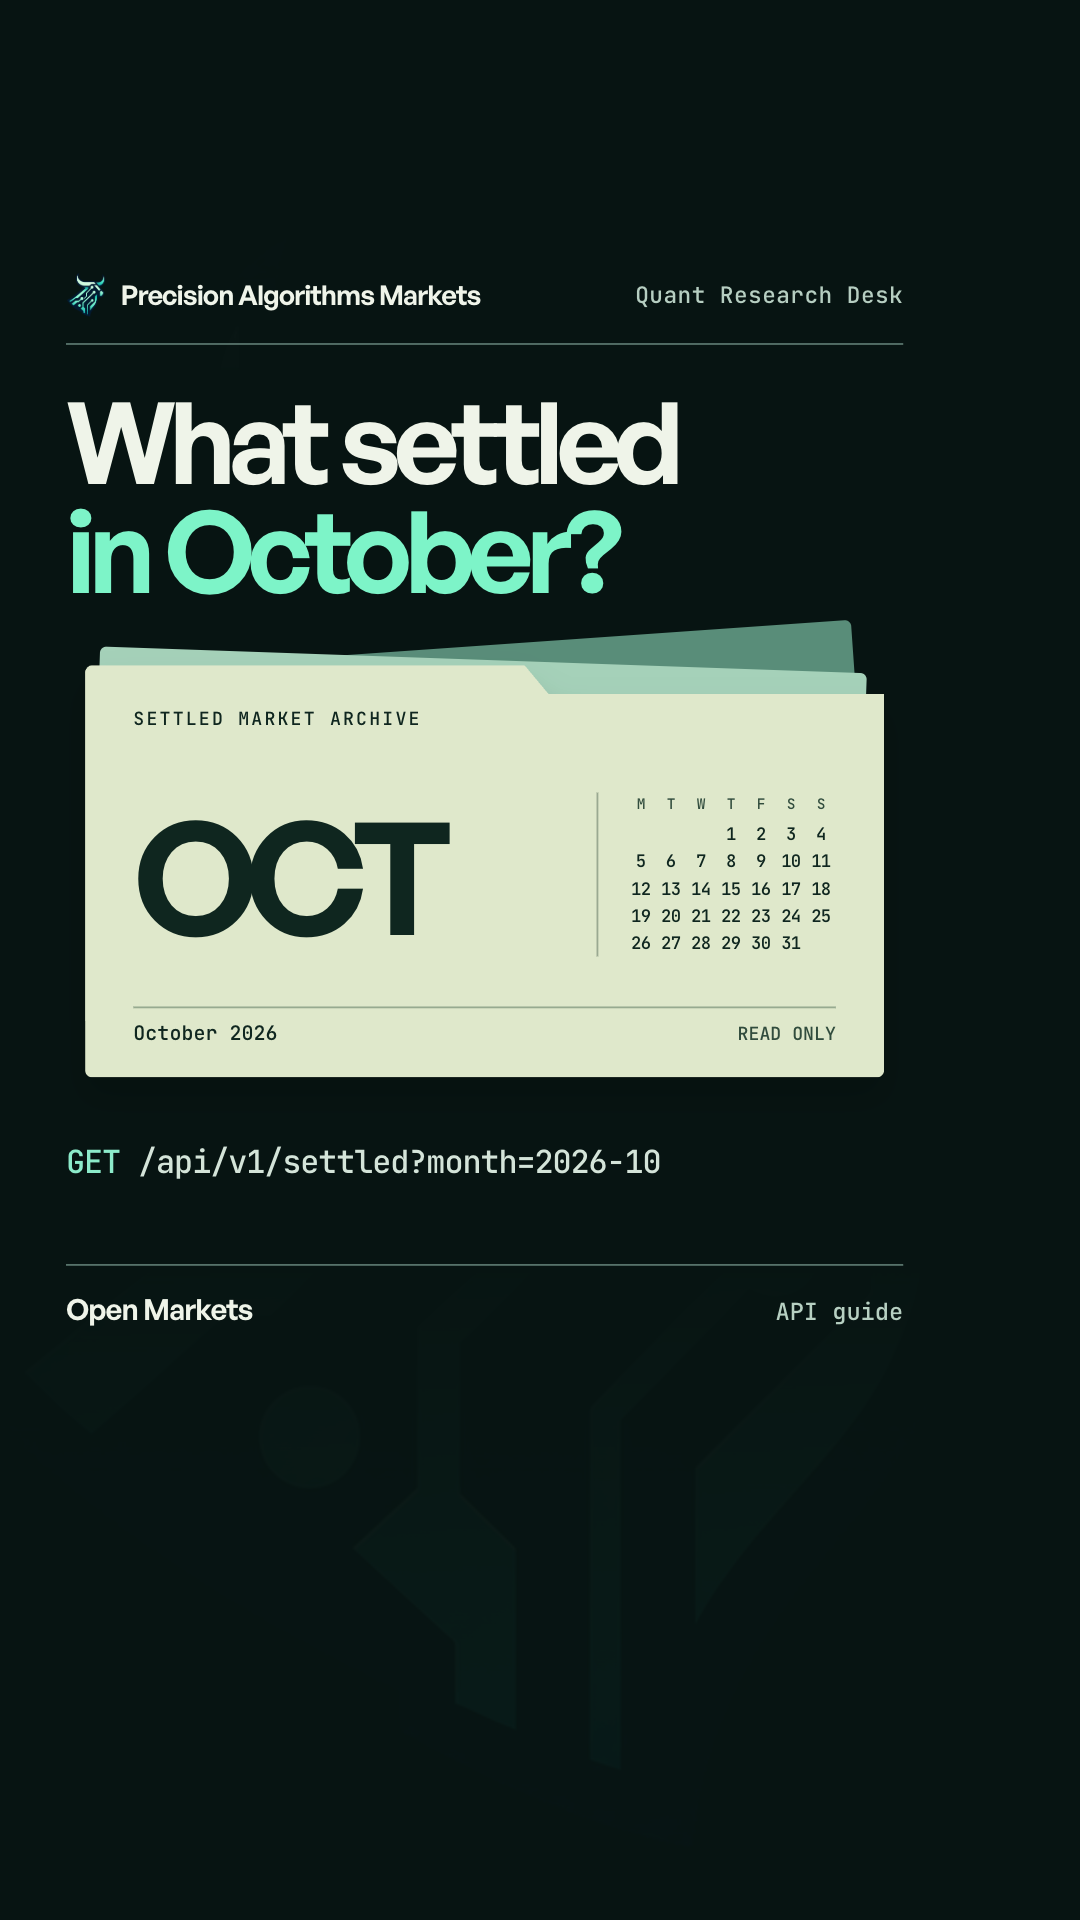 Precision Algorithms Markets
Quant Research Desk
What settled
in October?
SETTLED MARKET ARCHIVE
OCT
M T W T F S S
1 2 3 4
5 6 7 8 9 10 11
12 13 14 15 16 17 18
19 20 21 22 23 24 25
26 27 28 29 30 31
October 2026
READ ONLY
GET /api/v1/settled?month=2026-10
Open Markets
API guide